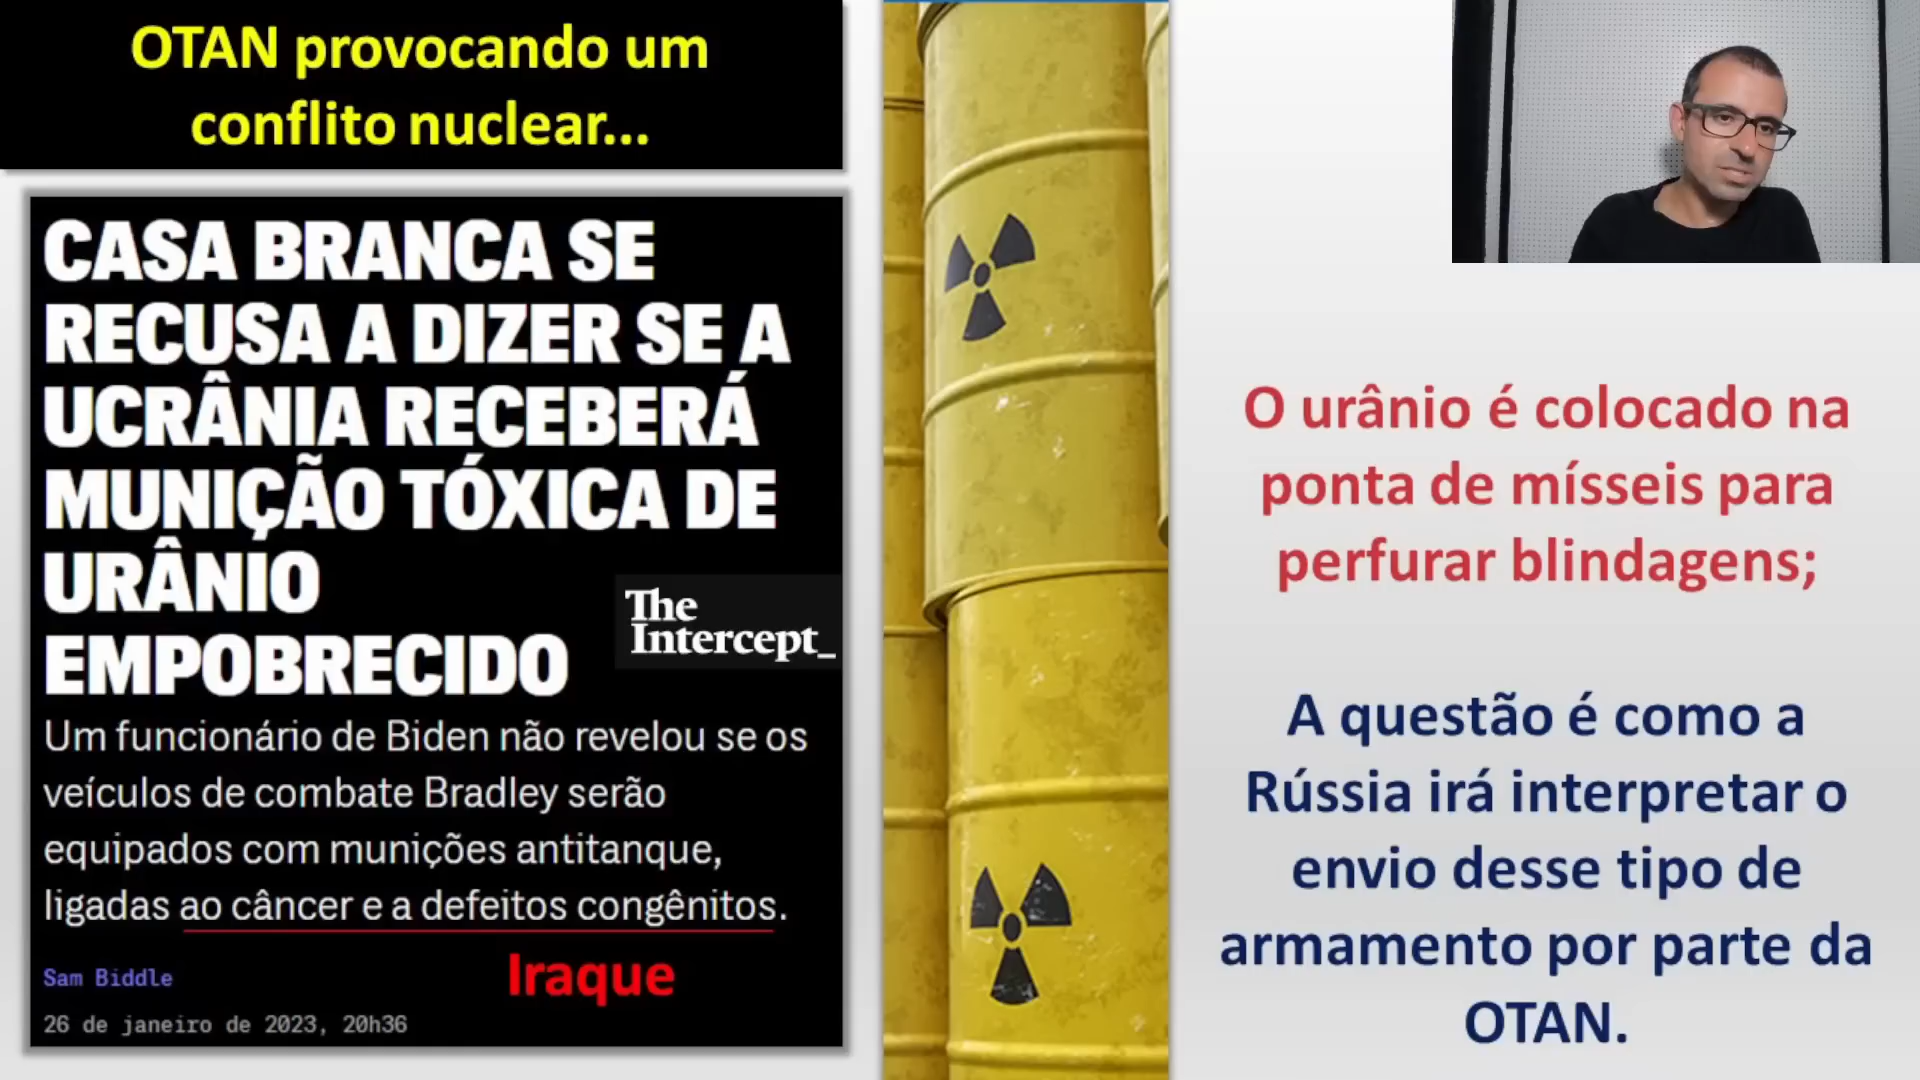 OTAN provocando um
conflito nuclear...
CASA BRANCA SE
RECUSA A DIZER SE A
UCRÂNIA RECEBERÁ
MUNIÇÃO TÓXICA DE
URÂNIO
EMPOBRECIDO
The
Intercept_
Um funcionário de Biden não revelou se os
veículos de combate Bradley serão
equipados com munições antitanque,
ligadas ao câncer e a defeitos congênitos.
Iraque
Sam Biddle
26 de janeiro de 2023, 20h36
O urânio é colocado na
ponta de mísseis para
perfurar blindagens;
A questão é como a
Rússia irá interpretar o
envio desse tipo de
armamento por parte da
OTAN.